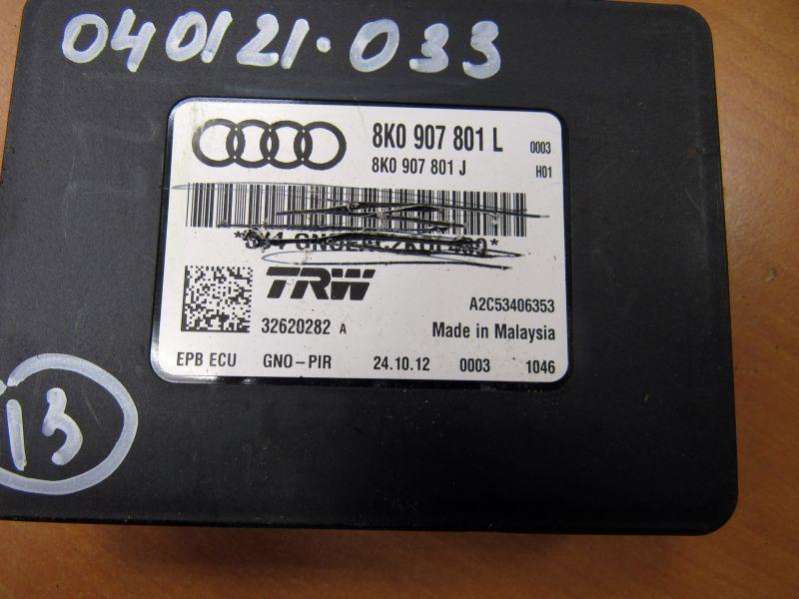 040121.033
8K0 907 801 L 0003
8K0 907 801 J H01
TRW
A2C53406353
32620282 A Made in Malaysia
EPB ECU GNO-PIR 24.10.12 0003 1046
13